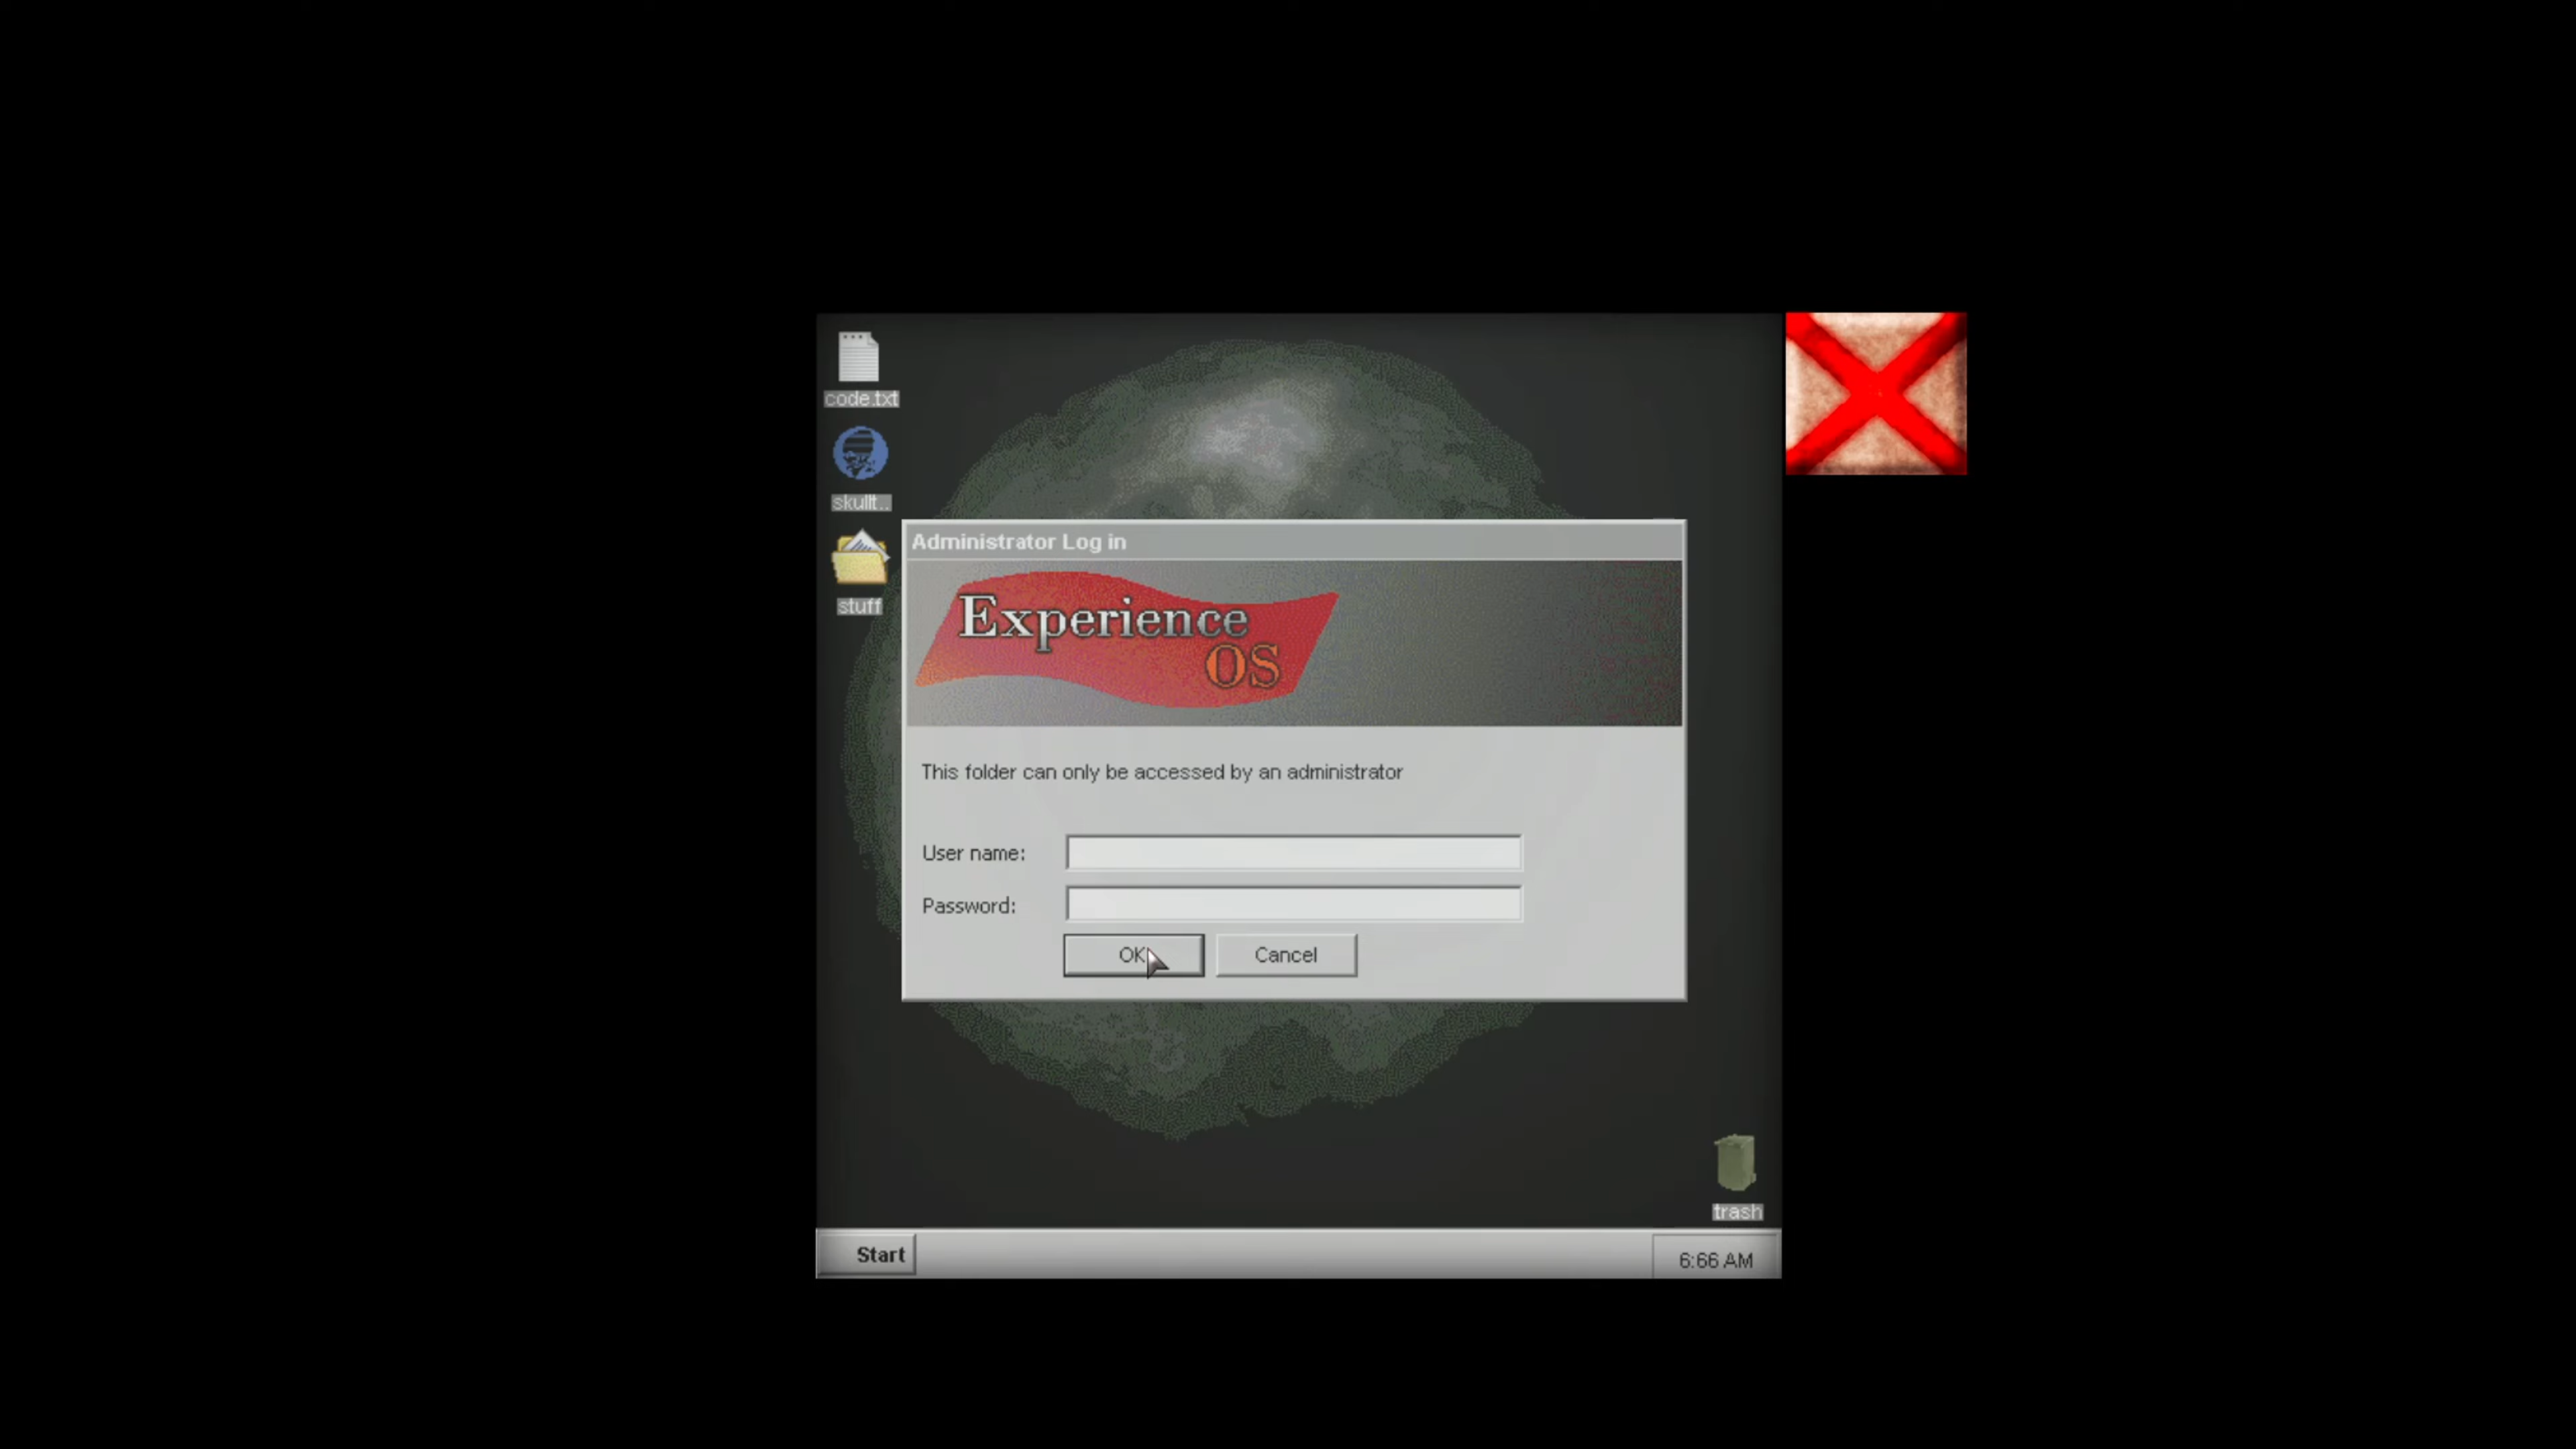 code.txt
skullt..
stuff
Administrator Log in
Experience
OS
This folder can only be accessed by an administrator
User name:
Password:
OK
Cancel
trash
Start
6:66 AM